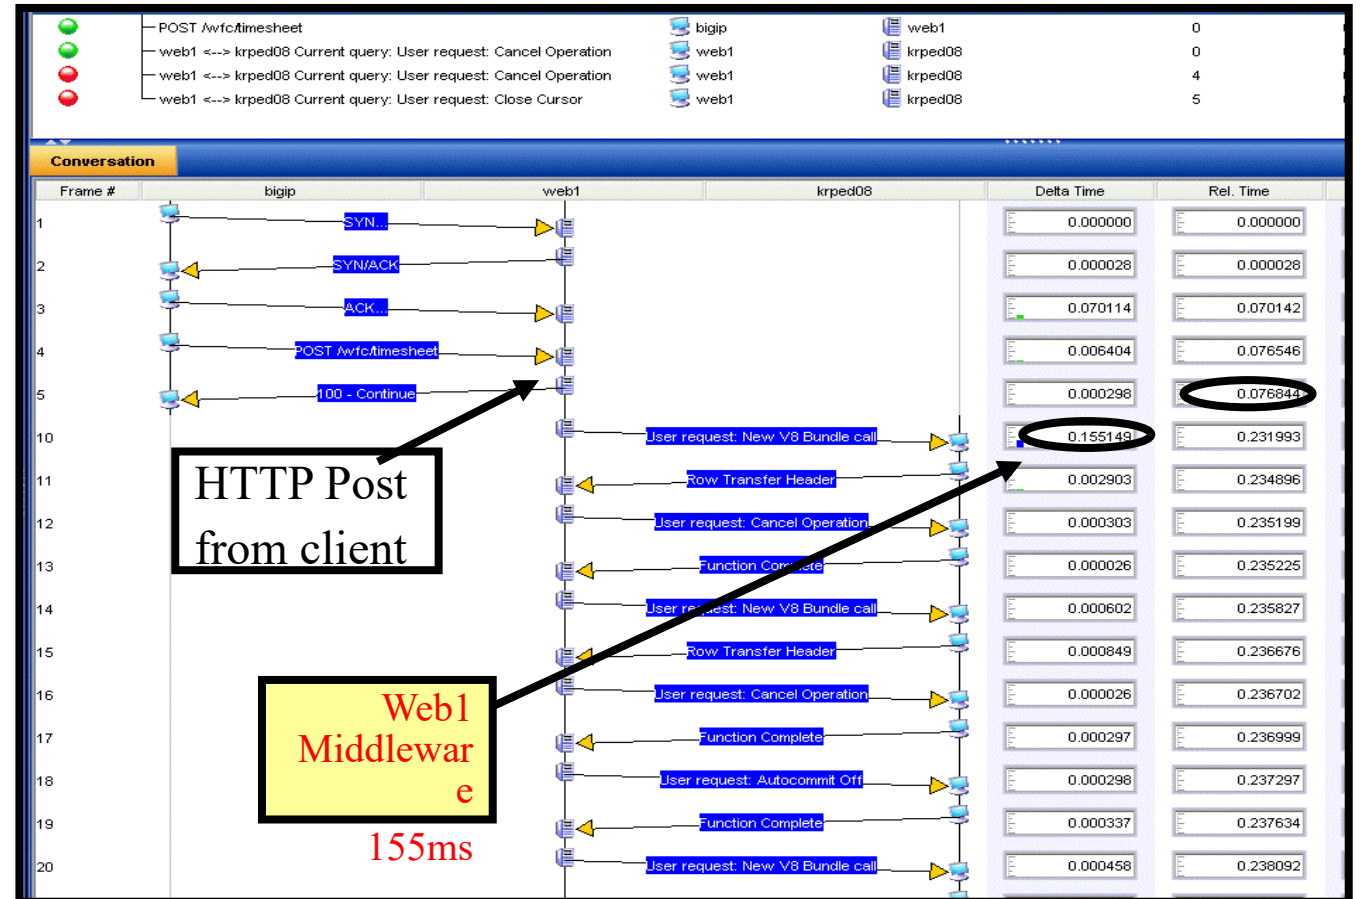 POST /wfc/timesheet bigip web1 0
web1 <--> krped08 Current query: User request: Cancel Operation web1 krped08 0
web1 <--> krped08 Current query: User request: Cancel Operation web1 krped08 4
web1 <--> krped08 Current query: User request: Close Cursor web1 krped08 5
Conversation
Frame # bigip web1 krped08 Delta Time Rel. Time
1 SYN... 0.000000 0.000000
2 SYN/ACK 0.000028 0.000028
3 ACK... 0.070114 0.070142
4 POST /wfc/timesheet 0.006404 0.076546
5 100 - Continue 0.000298 0.076844
10 User request: New V8 Bundle call 0.155149 0.231993
11 Row Transfer Header 0.002903 0.234896
12 User request: Cancel Operation 0.000303 0.235199
13 Function Complete 0.000026 0.235225
14 User request: New V8 Bundle call 0.000602 0.235827
15 Row Transfer Header 0.000849 0.236676
16 User request: Cancel Operation 0.000026 0.236702
17 Function Complete 0.000297 0.236999
18 User request: Autocommit Off 0.000298 0.237297
19 Function Complete 0.000337 0.237634
20 User request: New V8 Bundle call 0.000458 0.238092
HTTP Post
from client
Web1
Middlewar
e
155ms